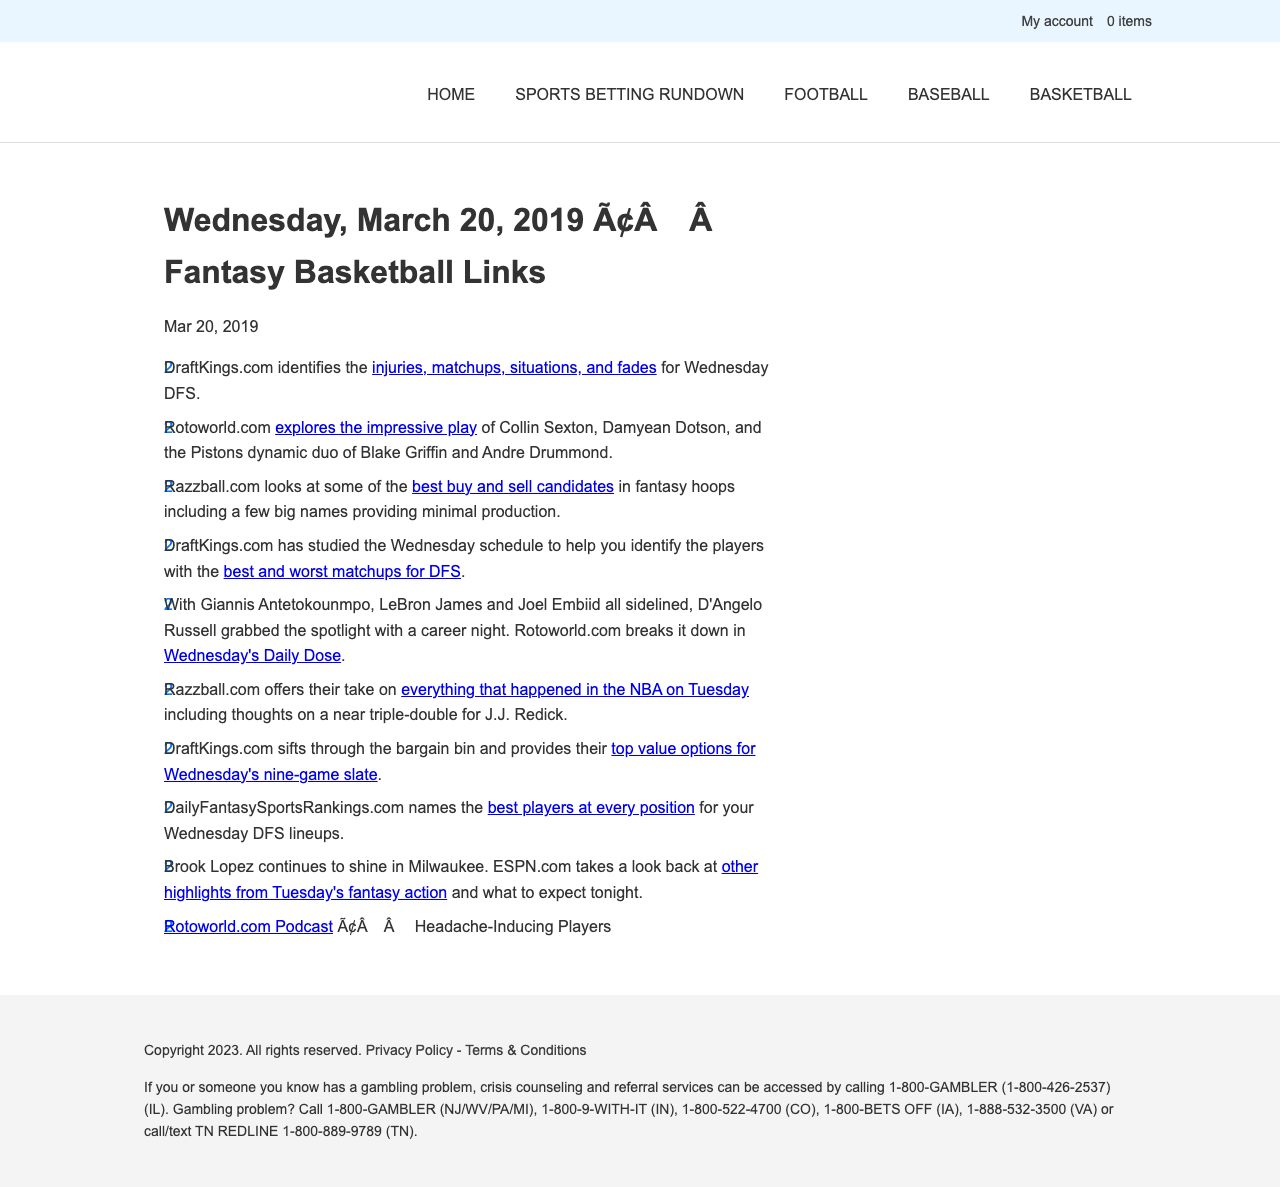 My account 0 items
HOME SPORTS BETTING RUNDOWN FOOTBALL BASEBALL BASKETBALL
Wednesday, March 20, 2019 Ã¢Â Â
Fantasy Basketball Links
Mar 20, 2019
DraftKings.com identifies the injuries, matchups, situations, and fades for Wednesday
DFS.
Rotoworld.com explores the impressive play of Collin Sexton, Damyean Dotson, and
the Pistons dynamic duo of Blake Griffin and Andre Drummond.
Razzball.com looks at some of the best buy and sell candidates in fantasy hoops
including a few big names providing minimal production.
DraftKings.com has studied the Wednesday schedule to help you identify the players
with the best and worst matchups for DFS.
With Giannis Antetokounmpo, LeBron James and Joel Embiid all sidelined, D'Angelo
Russell grabbed the spotlight with a career night. Rotoworld.com breaks it down in
Wednesday's Daily Dose.
Razzball.com offers their take on everything that happened in the NBA on Tuesday
including thoughts on a near triple-double for J.J. Redick.
DraftKings.com sifts through the bargain bin and provides their top value options for
Wednesday's nine-game slate.
DailyFantasySportsRankings.com names the best players at every position for your
Wednesday DFS lineups.
Brook Lopez continues to shine in Milwaukee. ESPN.com takes a look back at other
highlights from Tuesday's fantasy action and what to expect tonight.
Rotoworld.com Podcast Ã¢Â Â Headache-Inducing Players
Copyright 2023. All rights reserved. Privacy Policy - Terms & Conditions
If you or someone you know has a gambling problem, crisis counseling and referral services can be accessed by calling 1-800-GAMBLER (1-800-426-2537)
(IL). Gambling problem? Call 1-800-GAMBLER (NJ/WV/PA/MI), 1-800-9-WITH-IT (IN), 1-800-522-4700 (CO), 1-800-BETS OFF (IA), 1-888-532-3500 (VA) or
call/text TN REDLINE 1-800-889-9789 (TN).